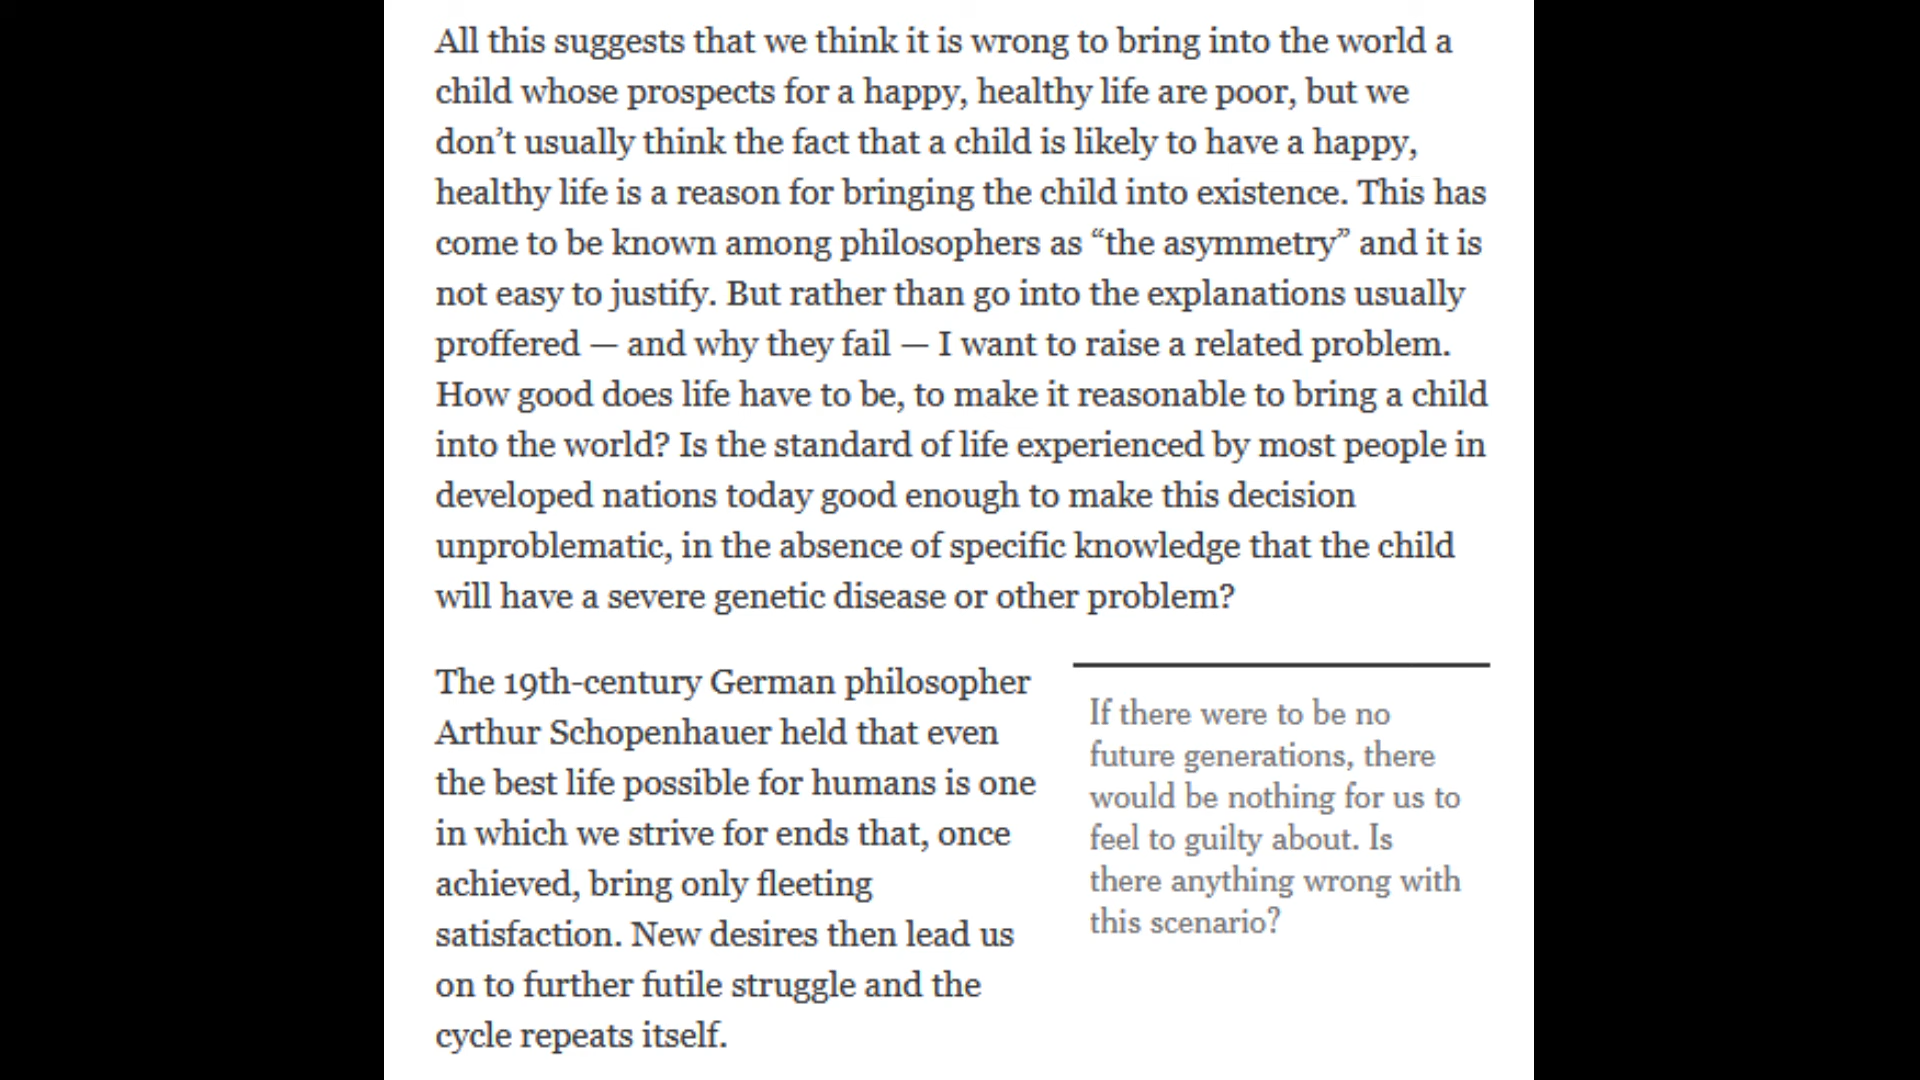 All this suggests that we think it is wrong to bring into the world a
child whose prospects for a happy, healthy life are poor, but we
don’t usually think the fact that a child is likely to have a happy,
healthy life is a reason for bringing the child into existence. This has
come to be known among philosophers as “the asymmetry” and it is
not easy to justify. But rather than go into the explanations usually
proffered — and why they fail — I want to raise a related problem.
How good does life have to be, to make it reasonable to bring a child
into the world? Is the standard of life experienced by most people in
developed nations today good enough to make this decision
unproblematic, in the absence of specific knowledge that the child
will have a severe genetic disease or other problem?
The 19th-century German philosopher
Arthur Schopenhauer held that even
the best life possible for humans is one
in which we strive for ends that, once
achieved, bring only fleeting
satisfaction. New desires then lead us
on to further futile struggle and the
cycle repeats itself.
If there were to be no
future generations, there
would be nothing for us to
feel to guilty about. Is
there anything wrong with
this scenario?